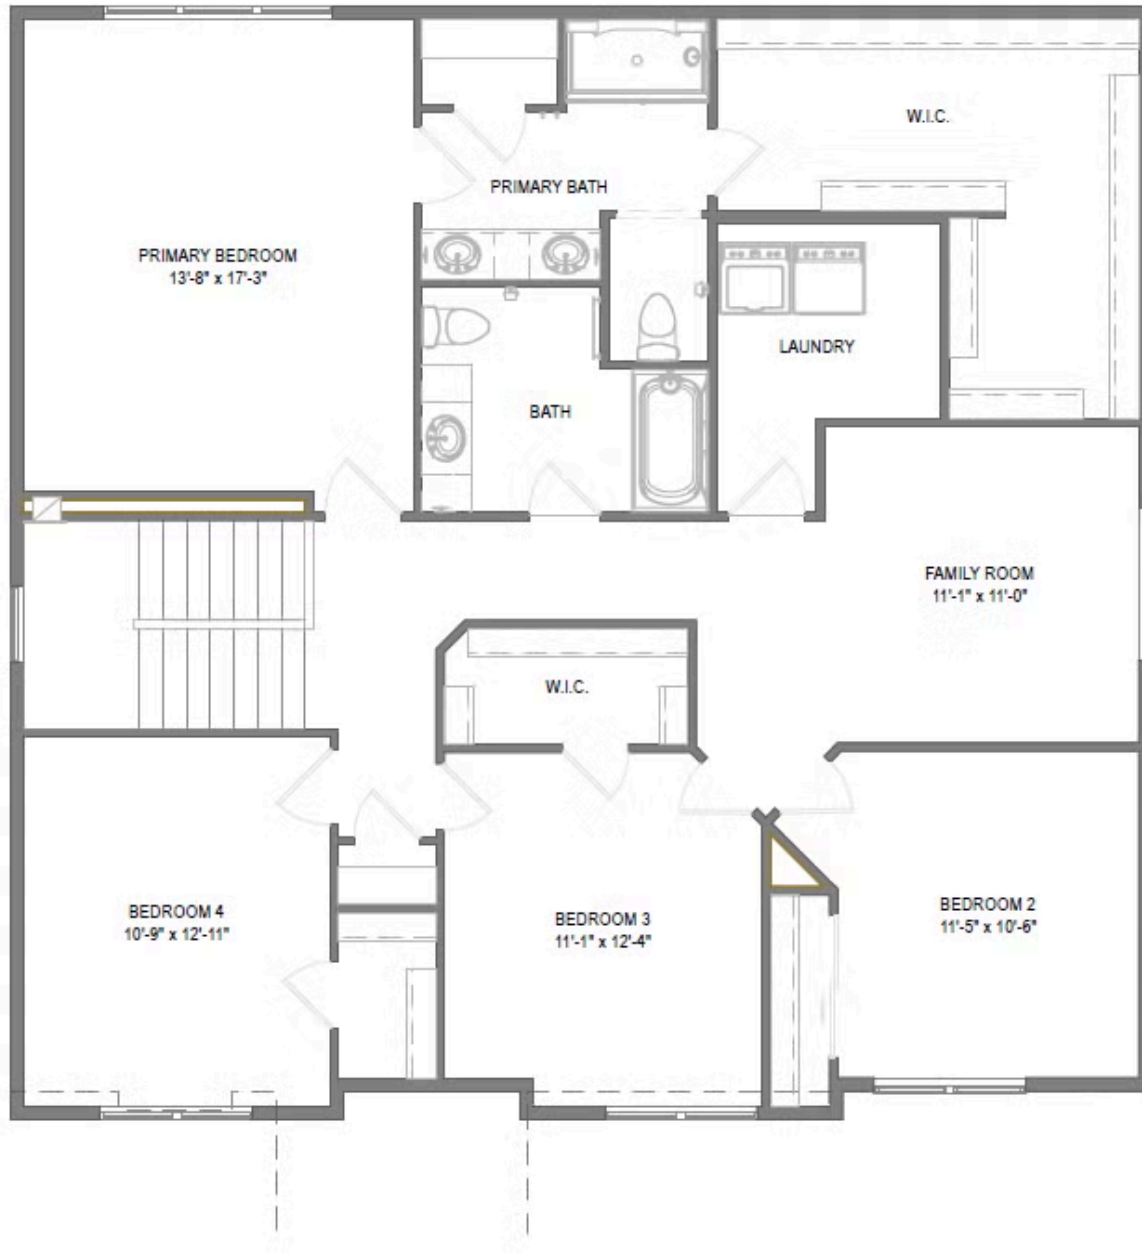 W.I.C.
PRIMARY BATH
PRIMARY BEDROOM
13'-8" x 17'-3"
LAUNDRY
BATH
FAMILY ROOM
11'-1" x 11'-0"
W.I.C.
BEDROOM 4
10'-9" x 12'-11"
BEDROOM 3
11'-1" x 12'-4"
BEDROOM 2
11'-5" x 10'-6"